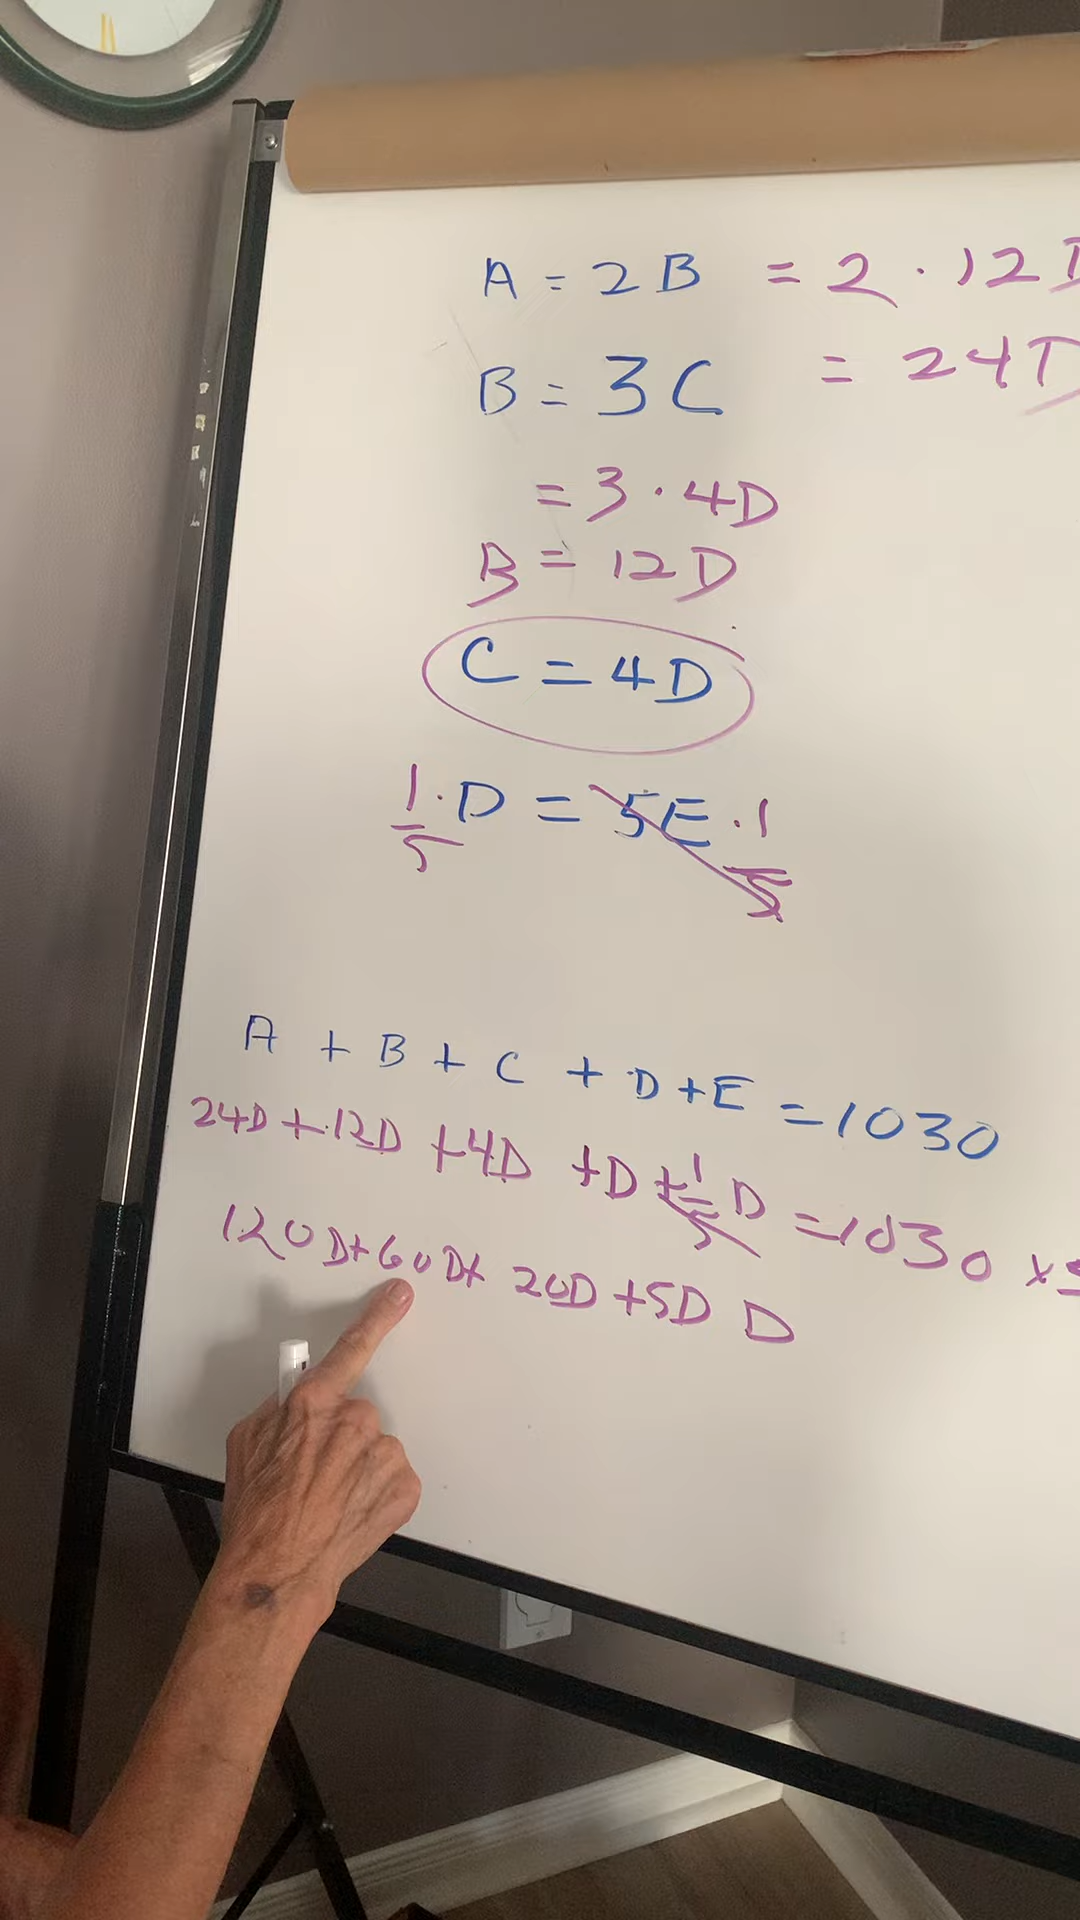 A = 2B = 2 . 12D
B = 3C = 24D
= 3 . 4D
B = 12D
C = 4D
1/5 . D = 5E . 1/5
A + B + C + D + E = 1030
24D + 12D + 4D + D + 1/5 D = 1030 x 5
120D + 60D + 20D + 5D D